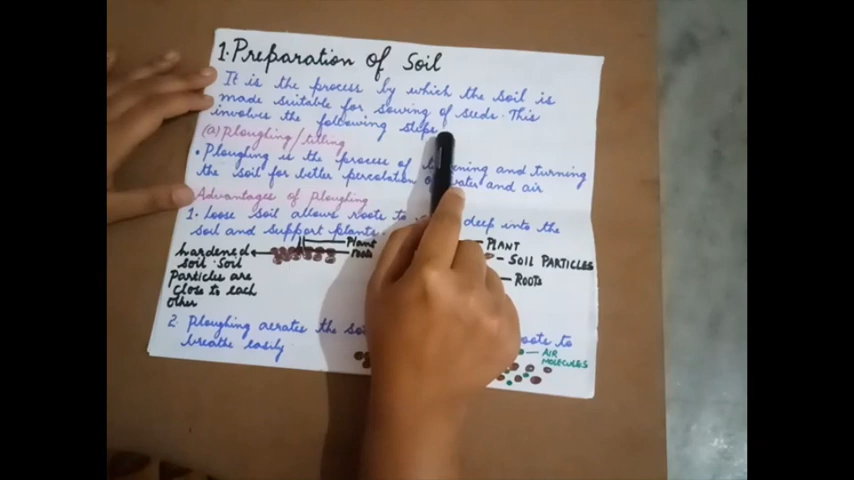 1. Preparation of Soil
It is the process by which the soil is
made suitable for sowing of seeds. This
involves the following steps
(a) Ploughing/tilling
• Ploughing is the process of and turning
the soil for better percolation water and air
Advantages of Ploughing
1. Loose soil allows roots to deep into the
soil and support plants.
Plant
roots
hardened
soil. Soil
Particles are
close to each
other
PLANT
SOIL PARTICLES
ROOTS
2. Ploughing aerates the roots to
breathe easily
AIR
MOLECULES